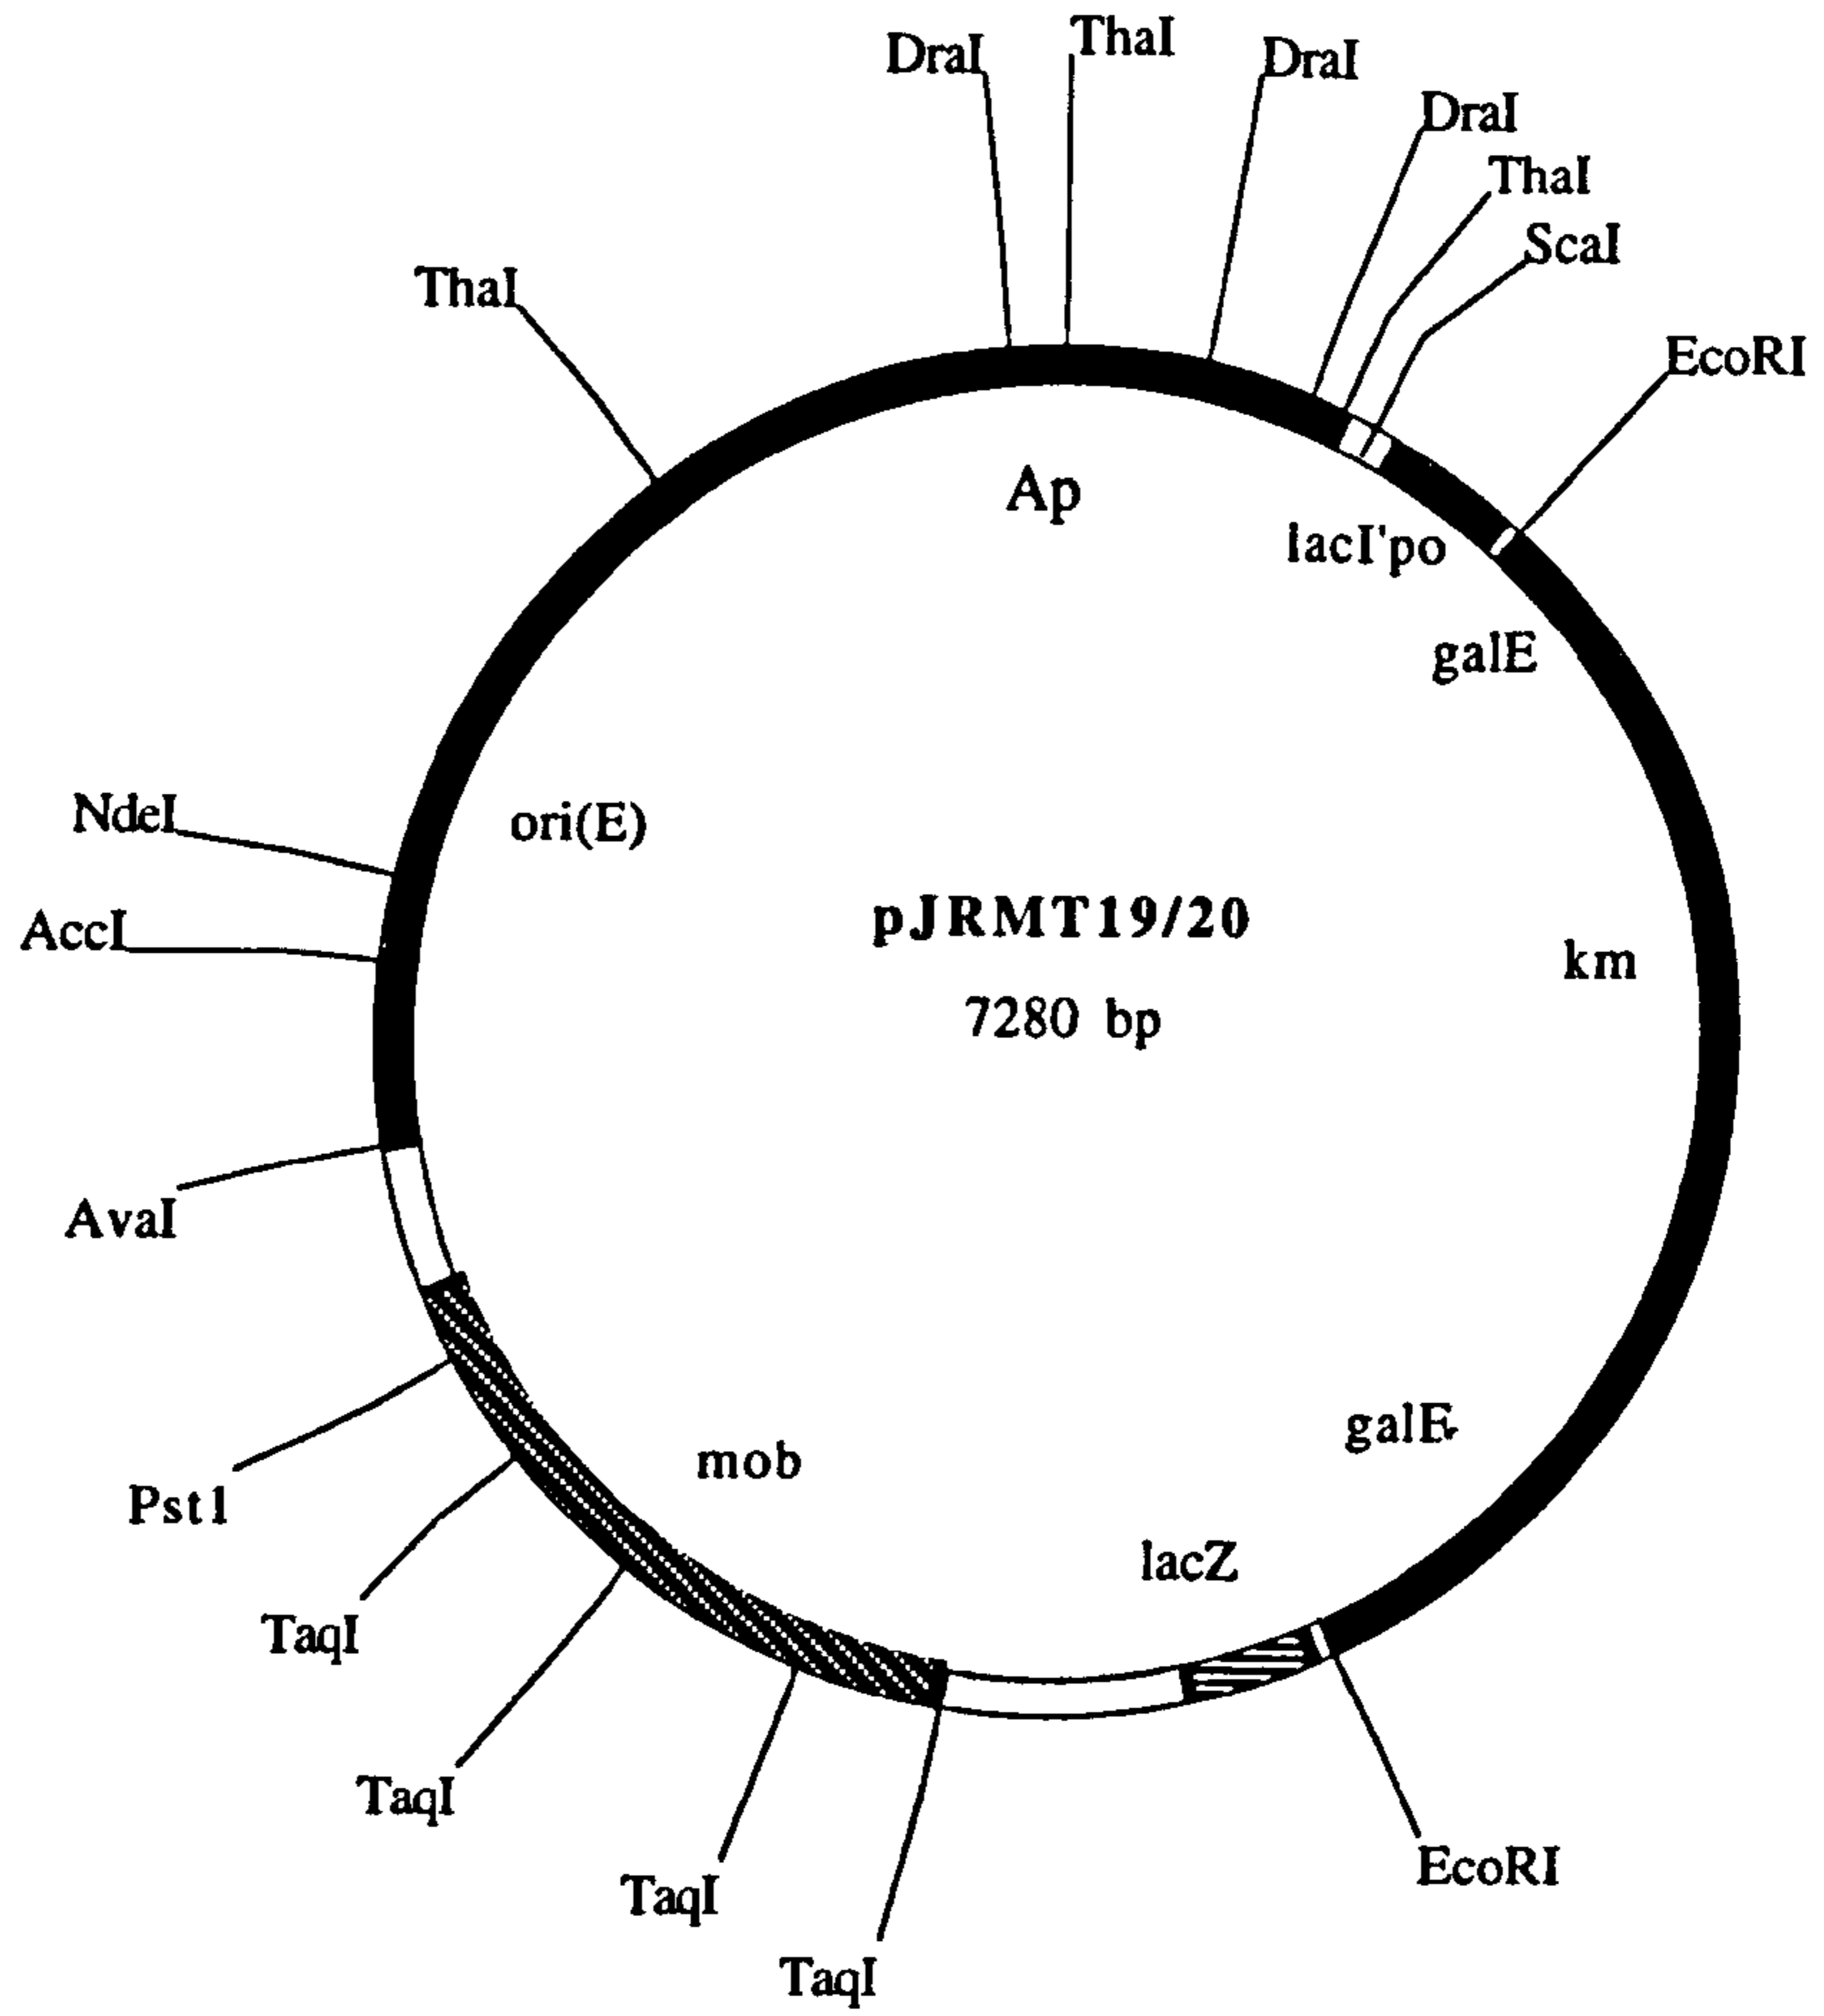 DraI
ThaI
DraI
DraI
ThaI
ScaI
ThaI
EcoRI
Ap
lacI'po
galE
NdeI
ori(E)
AccI
pJRMT19/20
km
7280 bp
AvaI
galE
Pst1
mob
lacZ
TaqI
TaqI
EcoRI
TaqI
TaqI